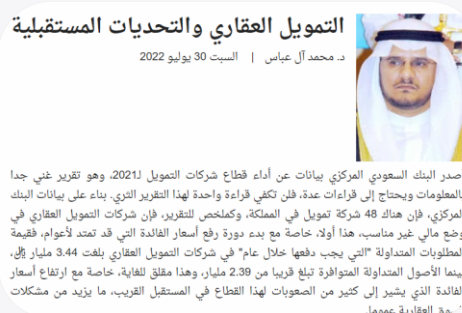 التمويل العقاري والتحديات المستقبلية
د. محمد آل عباس | السبت 30 يوليو 2022
صدر البنك السعودي المركزي بيانات عن أداء قطاع شركات التمويل لـ2021، وهو تقرير غني جدا
بالمعلومات ويحتاج إلى قراءات عدة، فلن تكفي قراءة واحدة لهذا التقرير الثري. بناء على بيانات البنك
المركزي، فإن هناك 48 شركة تمويل في المملكة، وكملخص للتقرير، فإن شركات التمويل العقاري في
وضع مالي غير مناسب، هذا أولا، خاصة مع بدء دورة رفع أسعار الفائدة التي قد تمتد لأعوام، فقيمة
لمطلوبات المتداولة "التي يجب دفعها خلال عام" في شركات التمويل العقاري بلغت 3.44 مليار ريال،
بينما الأصول المتداولة المتوافرة تبلغ قريبا من 2.39 مليار، وهذا مقلق للغاية، خاصة مع ارتفاع أسعار
لفائدة الذي يشير إلى كثير من الصعوبات لهذا القطاع في المستقبل القريب، ما يزيد من مشكلات
سوق العقارية عموما.